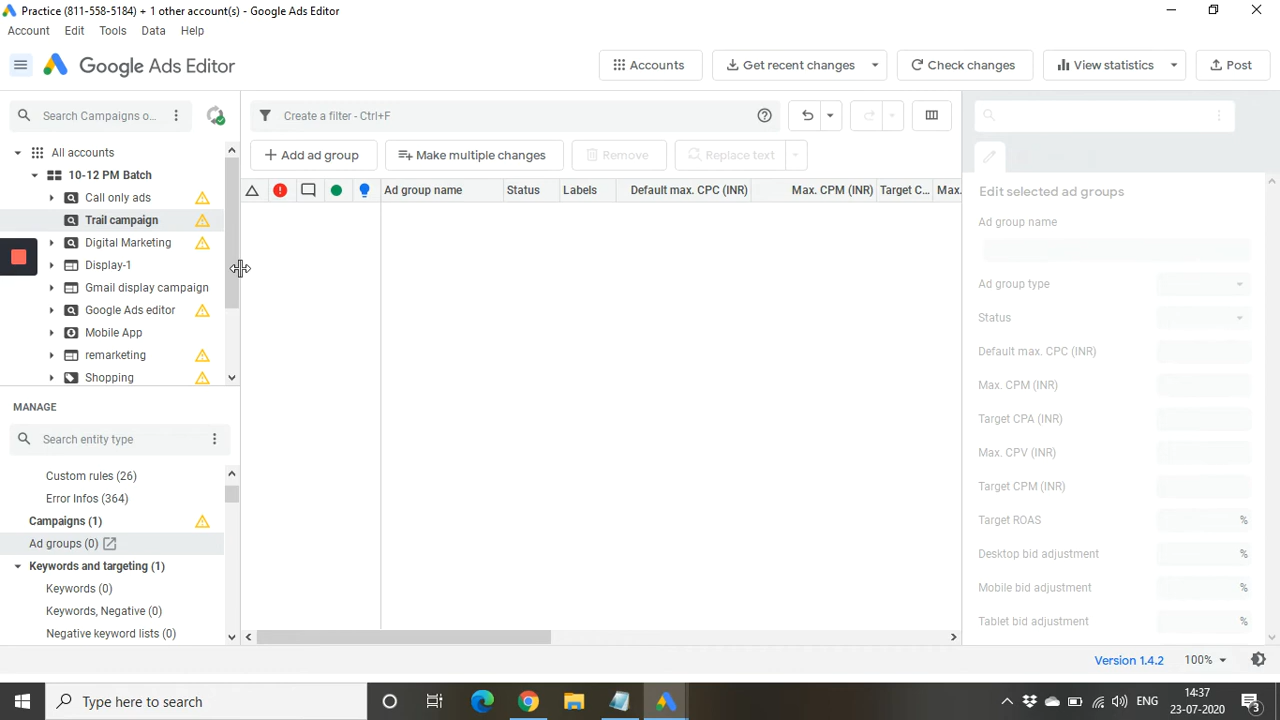 Practice (811-558-5184) + 1 other account(s) - Google Ads Editor
Account Edit Tools Data Help
Google Ads Editor
Accounts
Get recent changes
Check changes
View statistics
Post
Search Campaigns o...
Create a filter - Ctrl+F
Add ad group
Make multiple changes
Remove
Replace text
All accounts
10-12 PM Batch
Call only ads
Trail campaign
Digital Marketing
Display-1
Gmail display campaign
Google Ads editor
Mobile App
remarketing
Shopping
Ad group name Status Labels Default max. CPC (INR) Max. CPM (INR) Target C... Max.
MANAGE
Search entity type
Custom rules (26)
Error Infos (364)
Campaigns (1)
Ad groups (0)
Keywords and targeting (1)
Keywords (0)
Keywords, Negative (0)
Negative keyword lists (0)
Edit selected ad groups
Ad group name
Ad group type
Status
Default max. CPC (INR)
Max. CPM (INR)
Target CPA (INR)
Max. CPV (INR)
Target CPM (INR)
Target ROAS %
Desktop bid adjustment %
Mobile bid adjustment %
Tablet bid adjustment %
Version 1.4.2 100%
Type here to search
ENG
14:37
23-07-2020
3